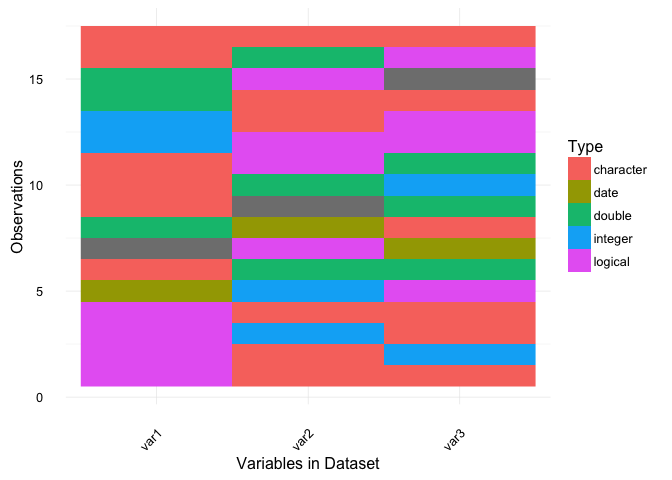 Observations
15
10
5
0
var1
var2
var3
Variables in Dataset
Type
character
date
double
integer
logical